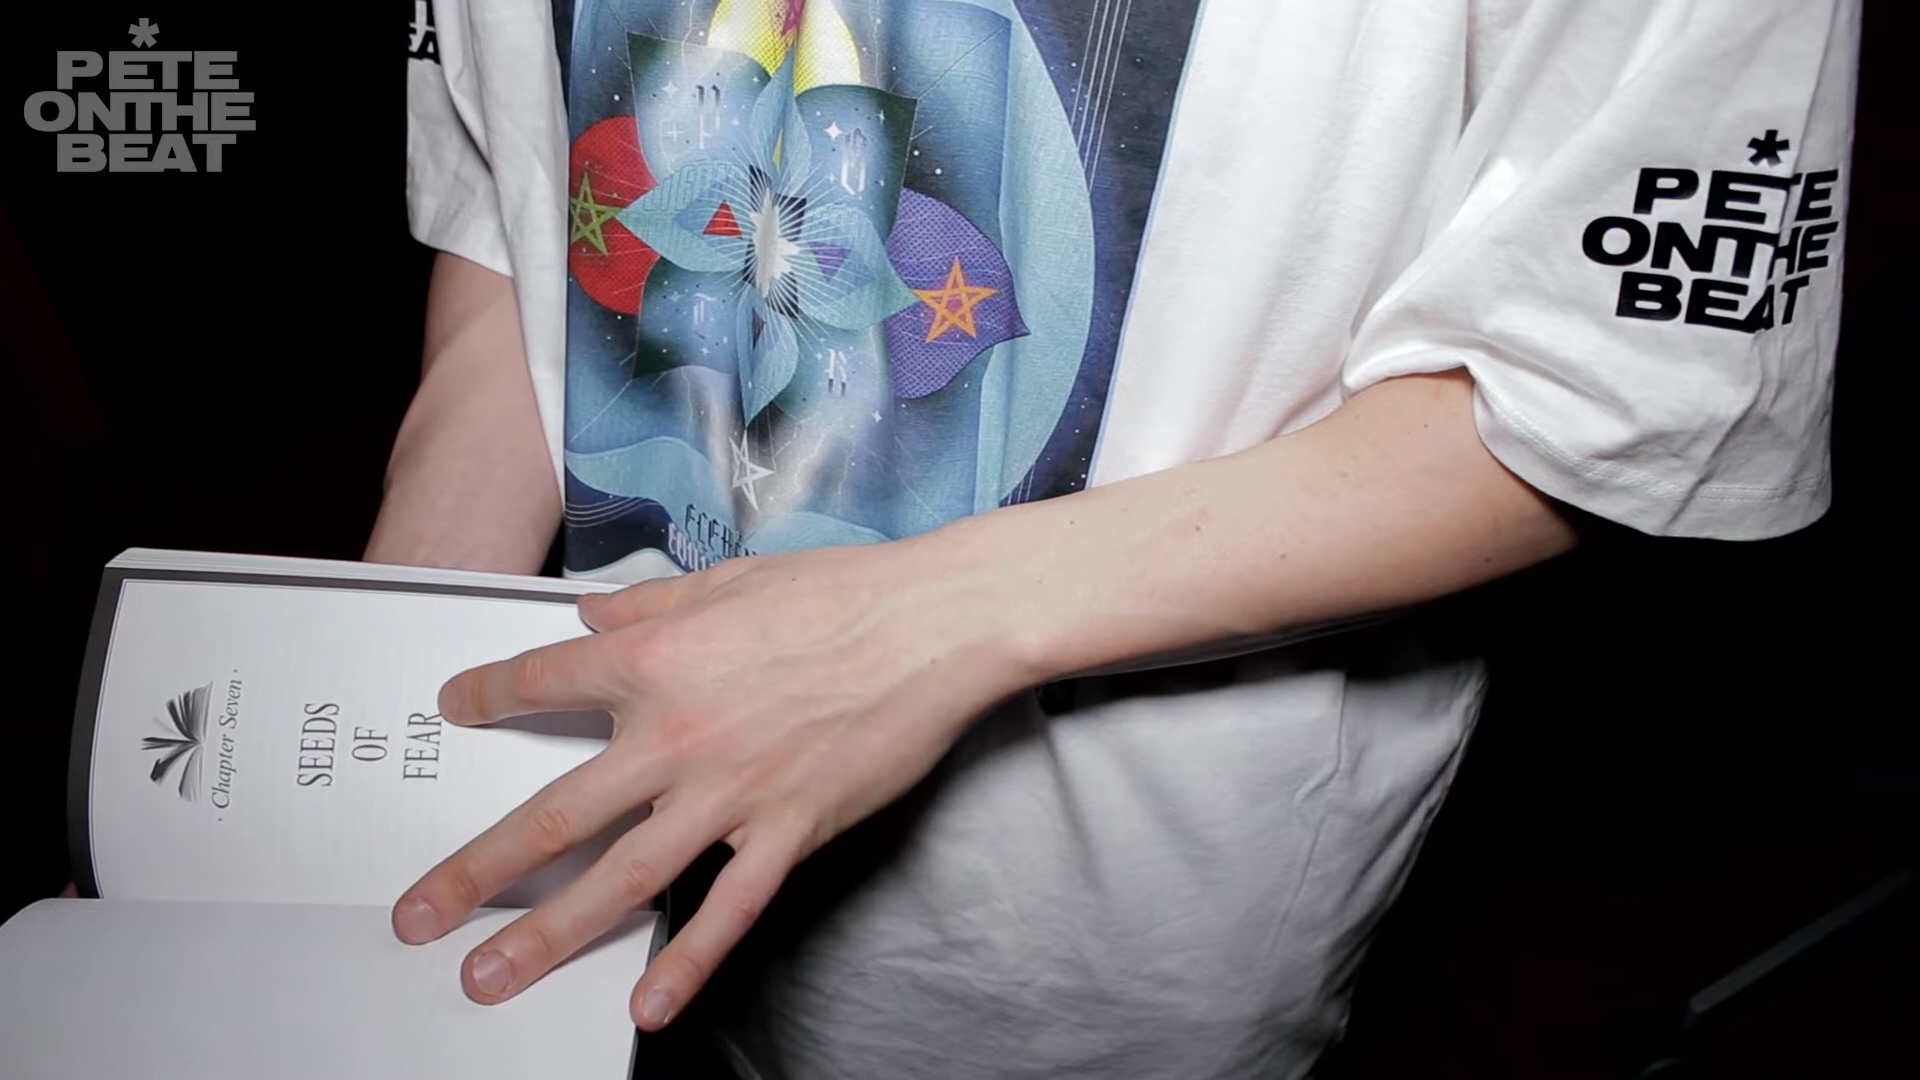 *
PETE
ONTHE
BEAT
*
PETE
ONTHE
BEAT
P
O
T
R
· Chapter Seven ·
SEEDS
OF
FEAR